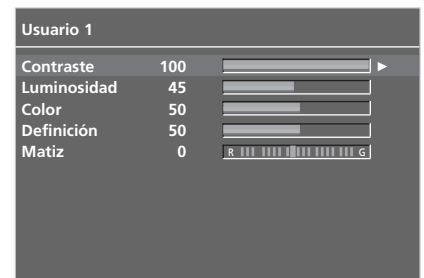 Usuario 1
Contraste 100
Luminosidad 45
Color 50
Definición 50
Matiz 0 R G